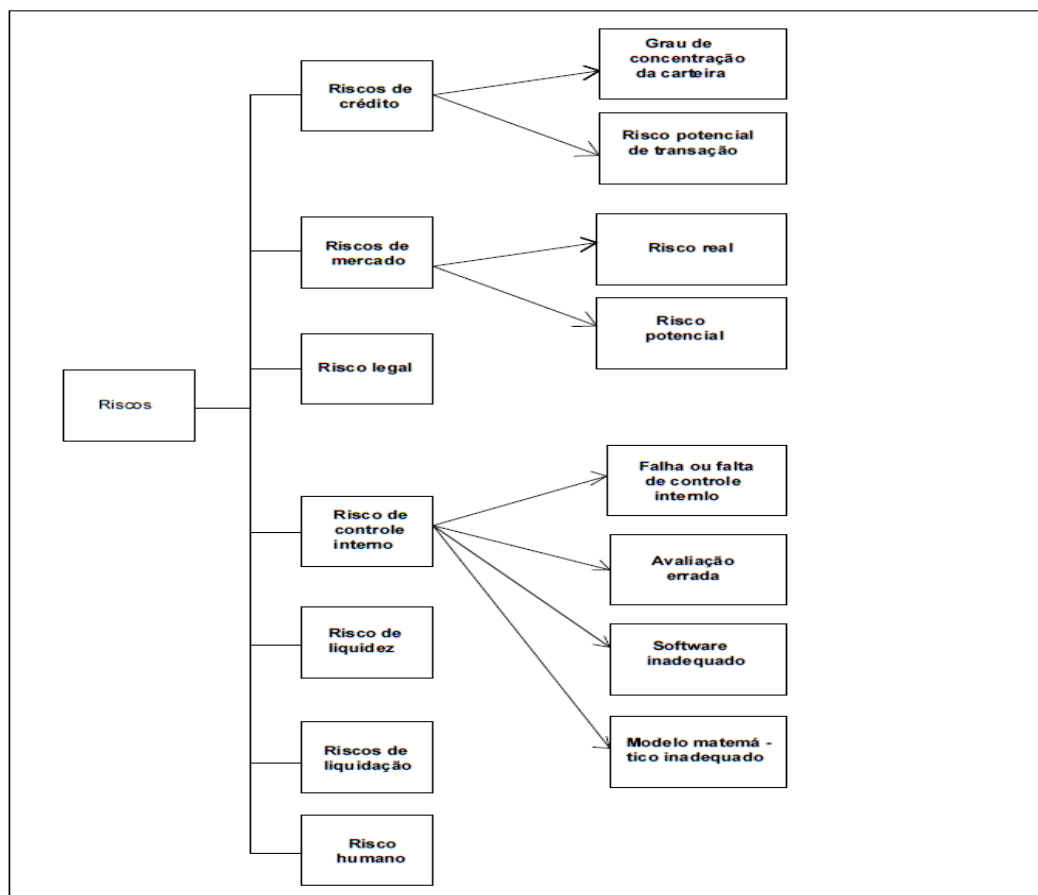 Grau de
concentração
da carteira
Riscos de
crédito
Risco potencial
de transação
Riscos de
mercado
Risco real
Risco
potencial
Risco legal
Riscos
Falha ou falta
de controle
internlo
Risco de
controle
interno
Avaliação
errada
Risco de
liquidez
Software
inadequado
Riscos de
liquidação
Modelo matemá -
tico inadequado
Risco
humano